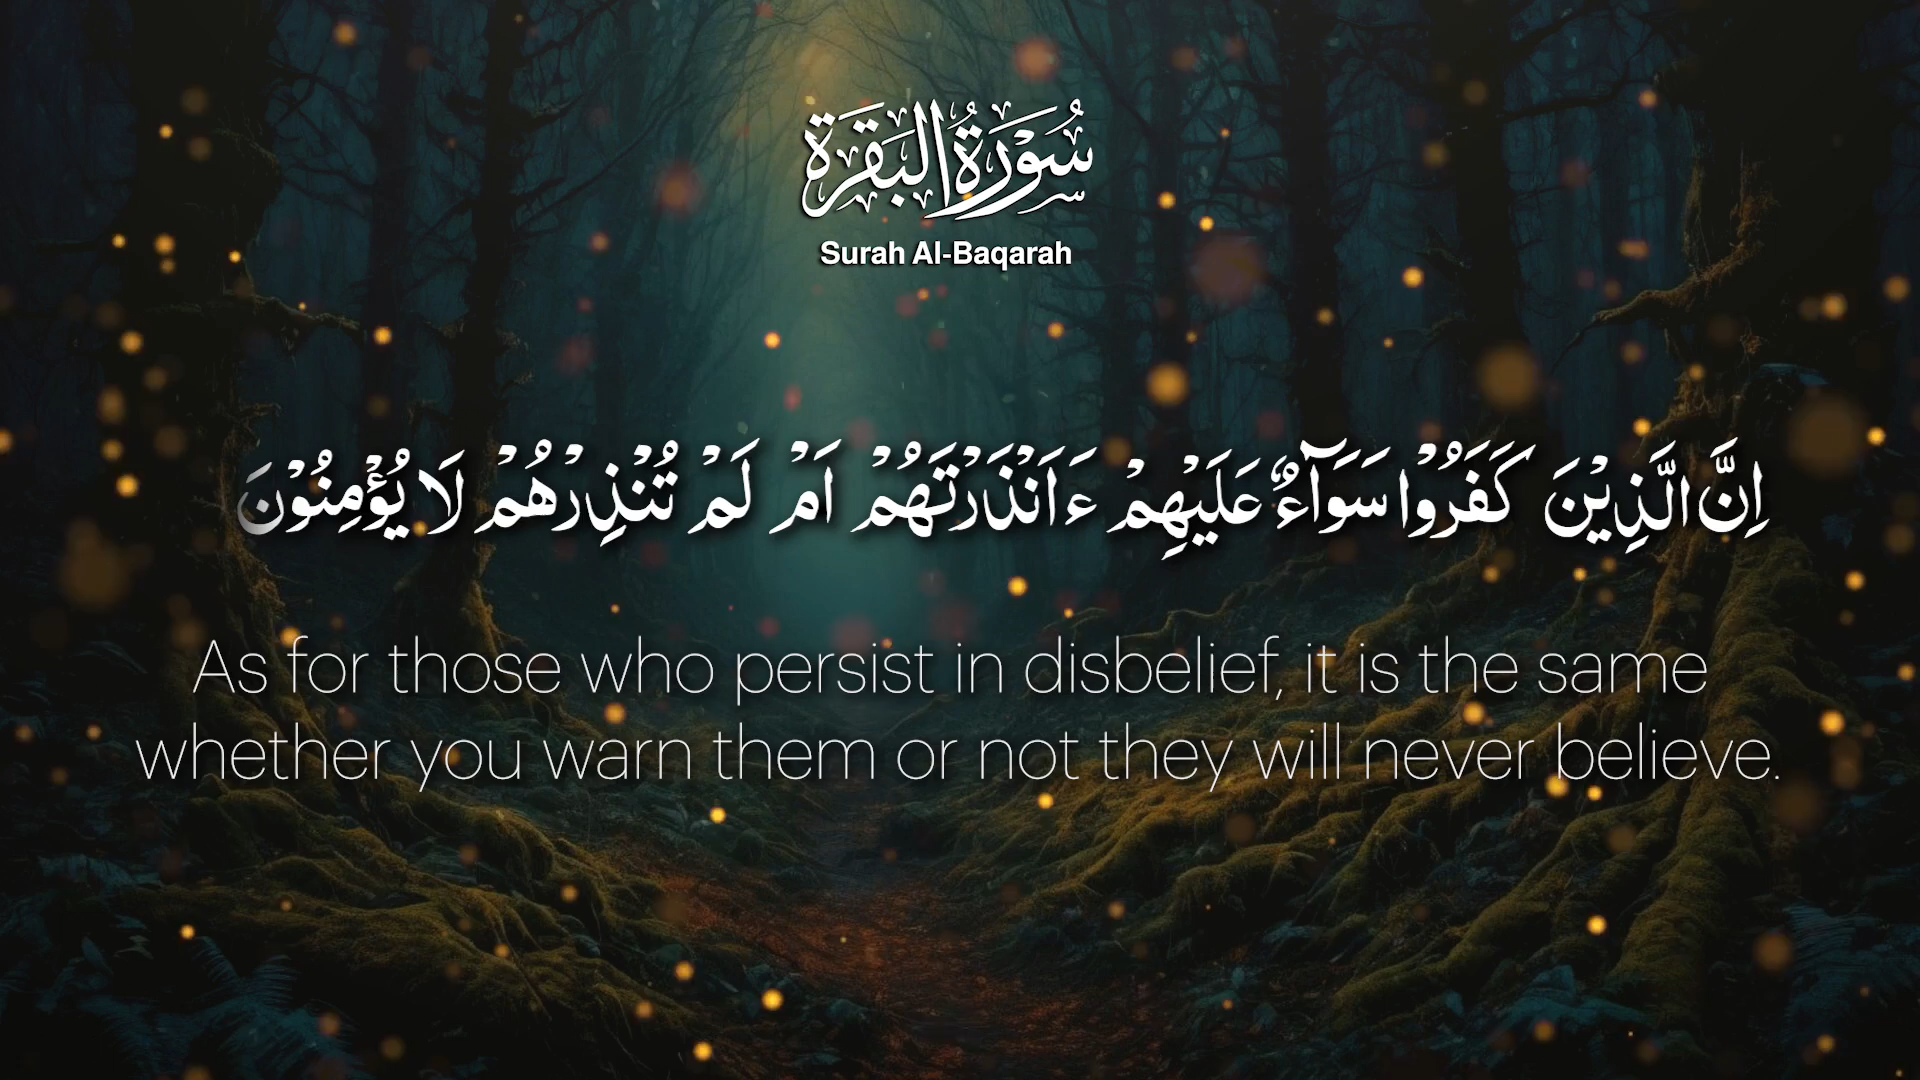 سُوْرَةُ البَقَرَة
Surah Al-Baqarah
اِنَّ الَّذِيْنَ كَفَرُوْا سَوَآءٌ عَلَيْهِمْ ءَاَنْذَرْتَهُمْ اَمْ لَمْ تُنْذِرْهُمْ لَا يُؤْمِنُوْنَ
As for those who persist in disbelief, it is the same
whether you warn them or not they will never believe.